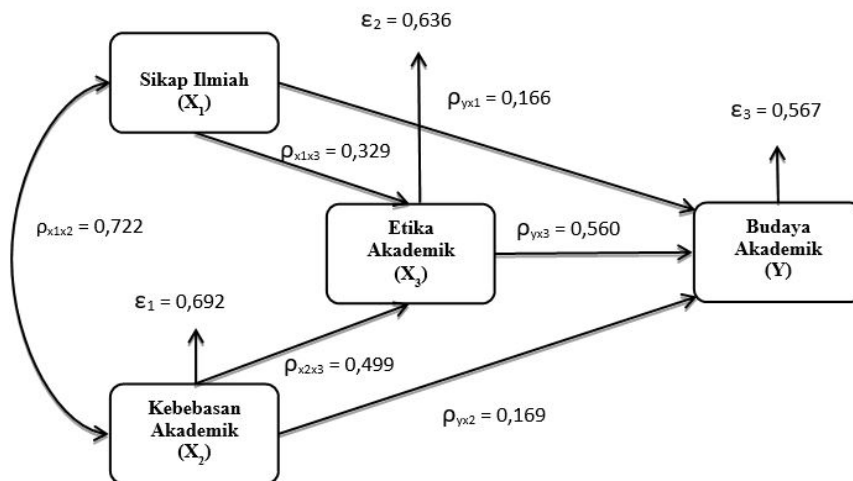 ε₂ = 0,636
Sikap Ilmiah
(X₁)
ρyx1 = 0,166
ε₃ = 0,567
ρx1x3 = 0,329
ρx1x2 = 0,722
Etika
Akademik
(X₃)
ρyx3 = 0,560
Budaya
Akademik
(Y)
ε₁ = 0,692
ρx2x3 = 0,499
Kebebasan
Akademik
(X₂)
ρyx2 = 0,169